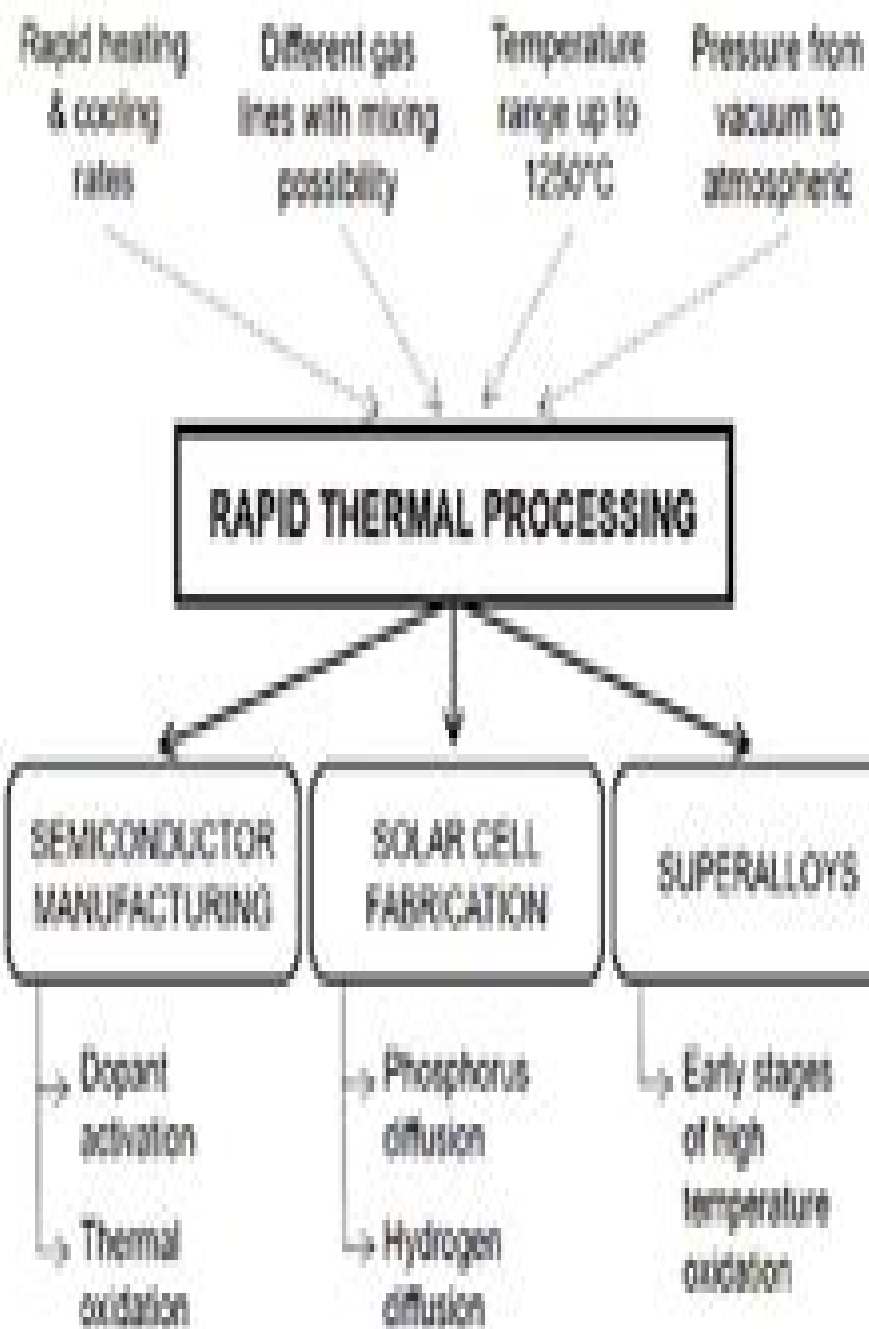 Rapid heating
& cooling
rates
Different gas
lines with mixing
possibility
Temperature
range up to
1250°C
Pressure from
vacuum to
atmospheric
RAPID THERMAL PROCESSING
SEMICONDUCTOR
MANUFACTURING
Dopant
activation
Thermal
oxidation
SOLAR CELL
FABRICATION
Phosphorus
diffusion
Hydrogen
diffusion
SUPERALLOYS
Early stages
of high
temperature
oxidation